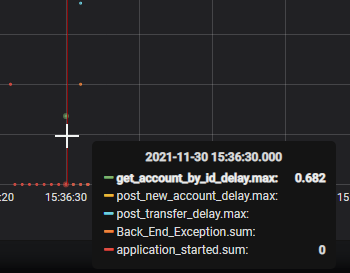 :20
15:36:30
15
2021-11-30 15:36:30.000
get_account_by_id_delay.max: 0.682
post_new_account_delay.max:
post_transfer_delay.max:
Back_End_Exception.sum:
application_started.sum: 0